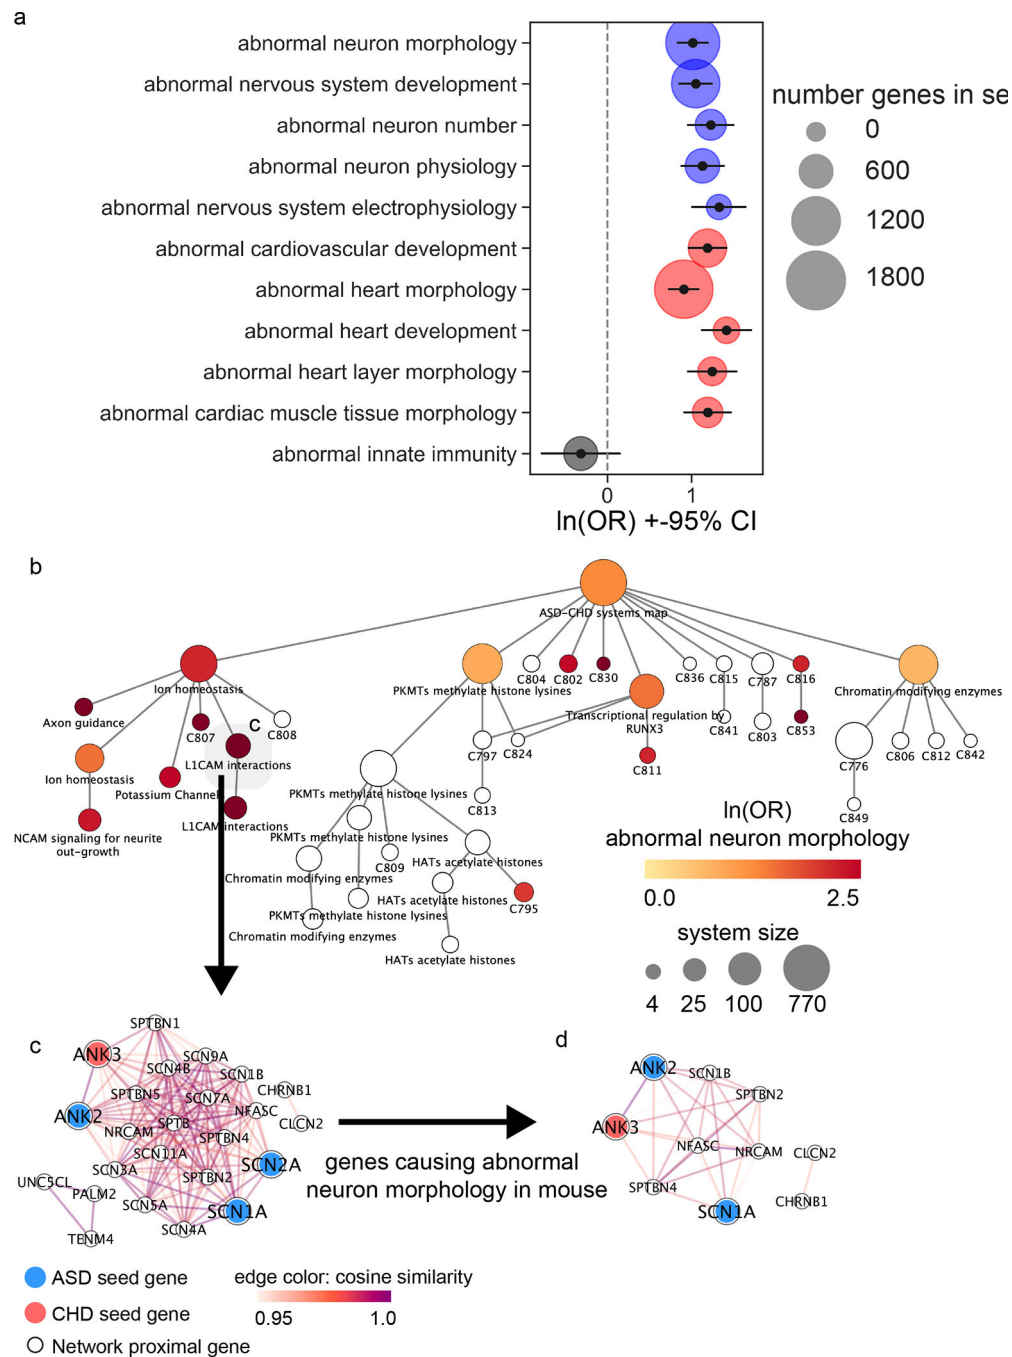 a
abnormal neuron morphology
abnormal nervous system development
abnormal neuron number
abnormal neuron physiology
abnormal nervous system electrophysiology
abnormal cardiovascular development
abnormal heart morphology
abnormal heart development
abnormal heart layer morphology
abnormal cardiac muscle tissue morphology
abnormal innate immunity
0 1
ln(OR) +-95% CI
number genes in se
0
600
1200
1800
b
ASD-CHD systems map
Ion homeostasis
Axon guidance
C807
C
C808
L1CAM interactions
Ion homeostasis
Potassium Channel
L1CAM interactions
NCAM signaling for neurite
out-growth
PKMTs methylate histone lysines
C804
C802
C830
C836
C815
C787
C816
Chromatin modifying enzymes
Transcriptional regulation by
RUNX3
C841
C803
C853
C797
C824
C811
C776
C806
C812
C842
C813
C849
PKMTs methylate histone lysines
PKMTs methylate histone lysines
C809
HATs acetylate histones
Chromatin modifying enzymes
HATs acetylate histones
C795
PKMTs methylate histone lysines
Chromatin modifying enzymes
HATs acetylate histones
ln(OR)
abnormal neuron morphology
0.0 2.5
system size
4 25 100 770
c
SPTBN1
ANK3
SCN9A
SCN4B
SCN1B
SPTBN5
SCN7A
CHRNB1
ANK2
NFASC
CLCN2
NRCAM
SPTB
SPTBN4
SCN11A
SCN3A
SCN2A
SPTBN2
UNC5CL
PALM2
SCN5A
SCN1A
SCN4A
TENM4
genes causing abnormal
neuron morphology in mouse
d
ANK2
SCN1B
SPTBN2
ANK3
NFASC
NRCAM
CLCN2
SPTBN4
CHRNB1
SCN1A
ASD seed gene
CHD seed gene
Network proximal gene
edge color: cosine similarity
0.95 1.0